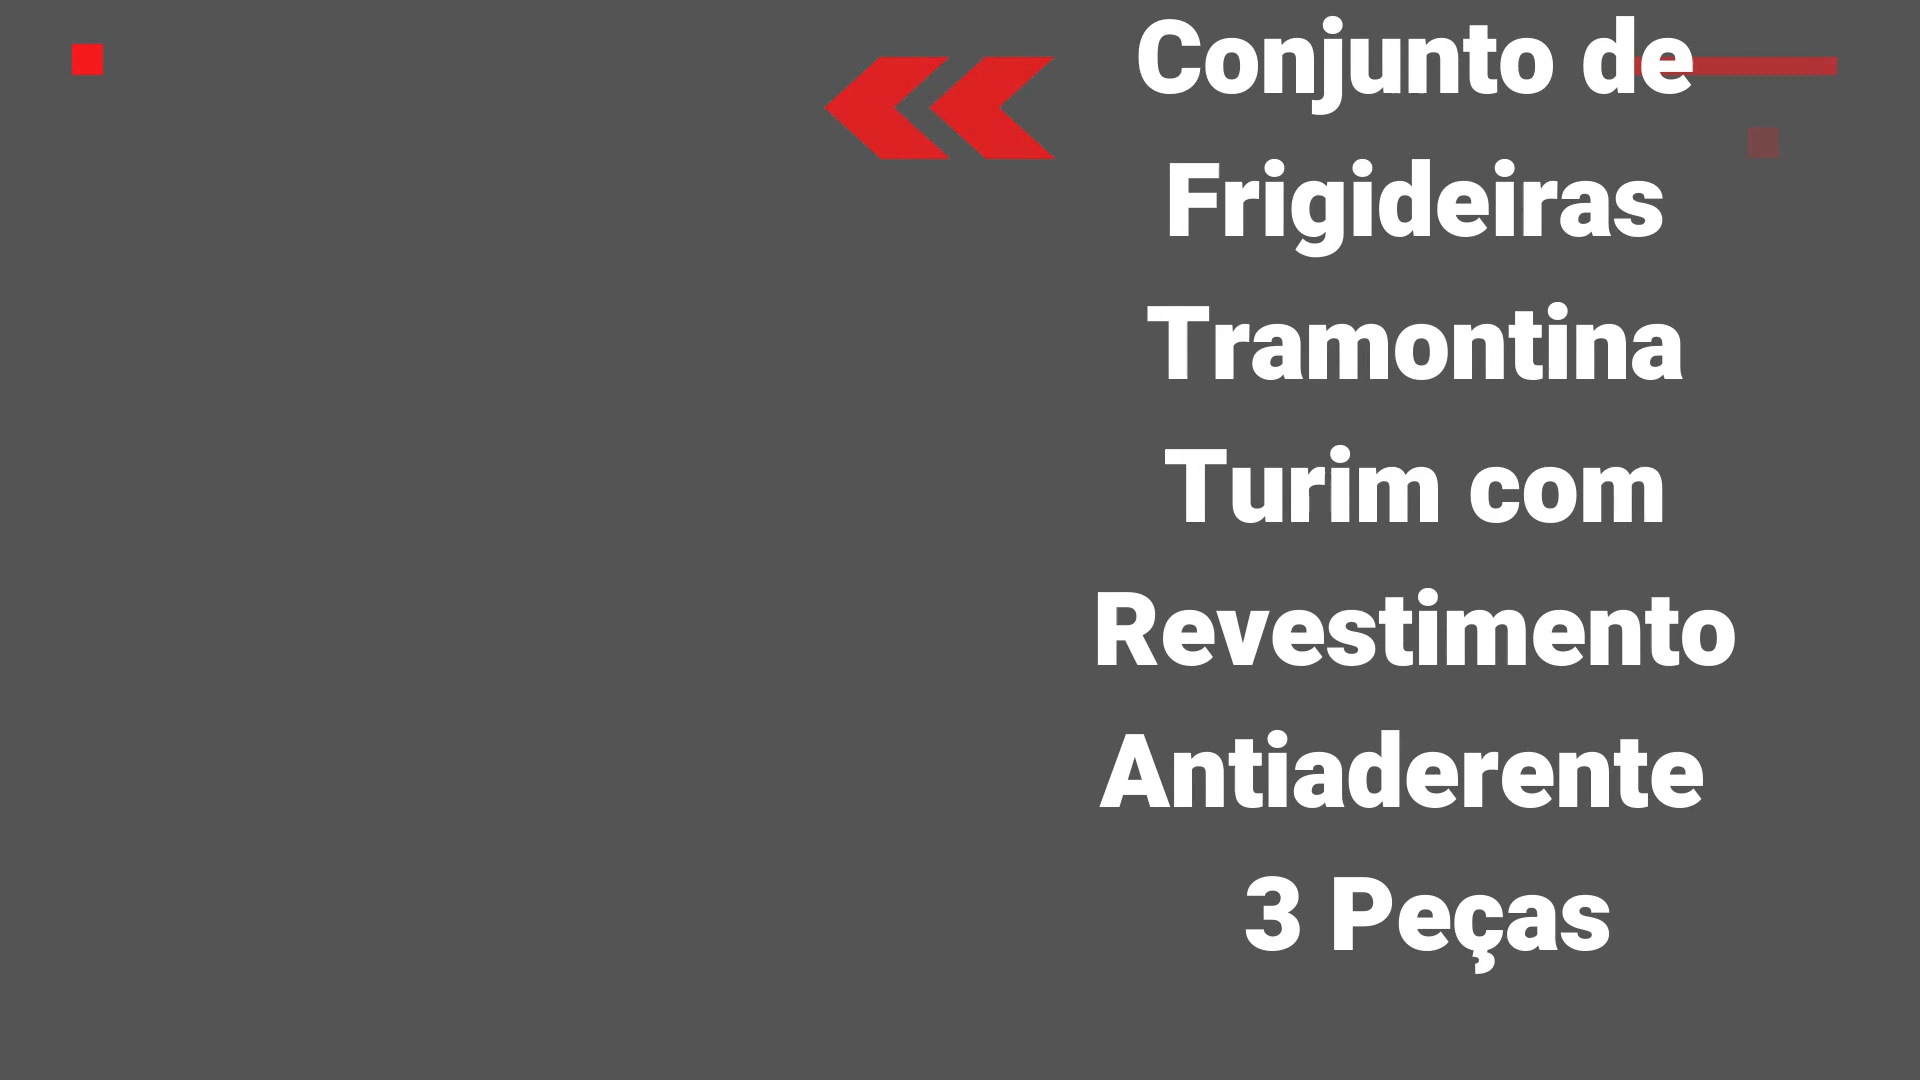 Conjunto de
Frigideiras
Tramontina
Turim com
Revestimento
Antiaderente
3 Peças